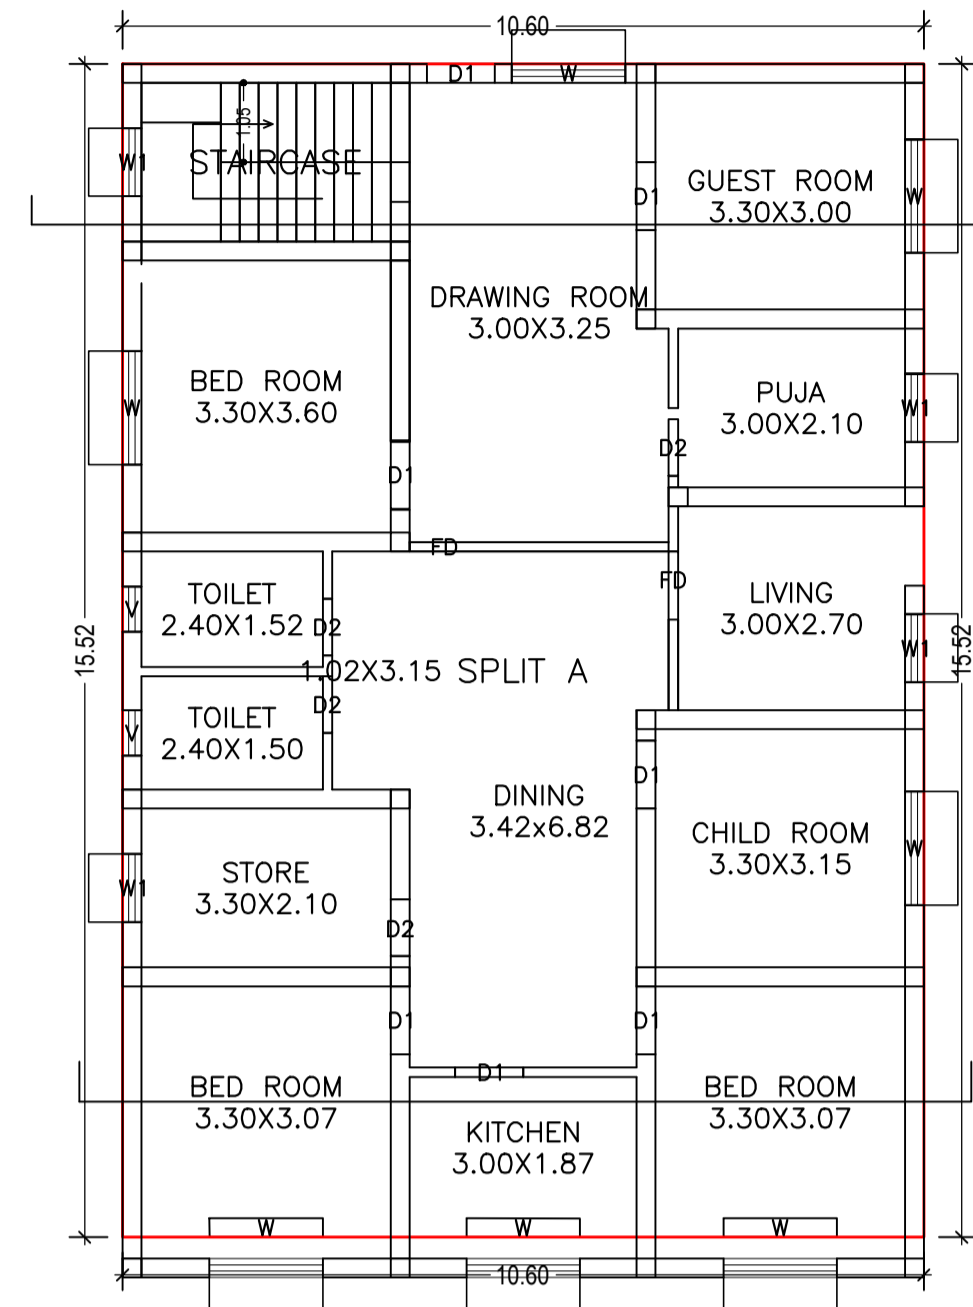 10.60
D1
W
1.05
STAIRCASE
W1
GUEST ROOM
3.30X3.00
D1
W
DRAWING ROOM
3.00X3.25
BED ROOM
3.30X3.60
W
PUJA
3.00X2.10
W1
D2
D1
FD
FD
TOILET
2.40X1.52
V
D2
LIVING
3.00X2.70
W1
15.52
15.52
1.02X3.15 SPLIT A
TOILET
2.40X1.50
V
D2
D1
DINING
3.42x6.82
CHILD ROOM
3.30X3.15
W
STORE
3.30X2.10
W1
D2
D1
D1
D1
BED ROOM
3.30X3.07
BED ROOM
3.30X3.07
KITCHEN
3.00X1.87
W
W
W
10.60